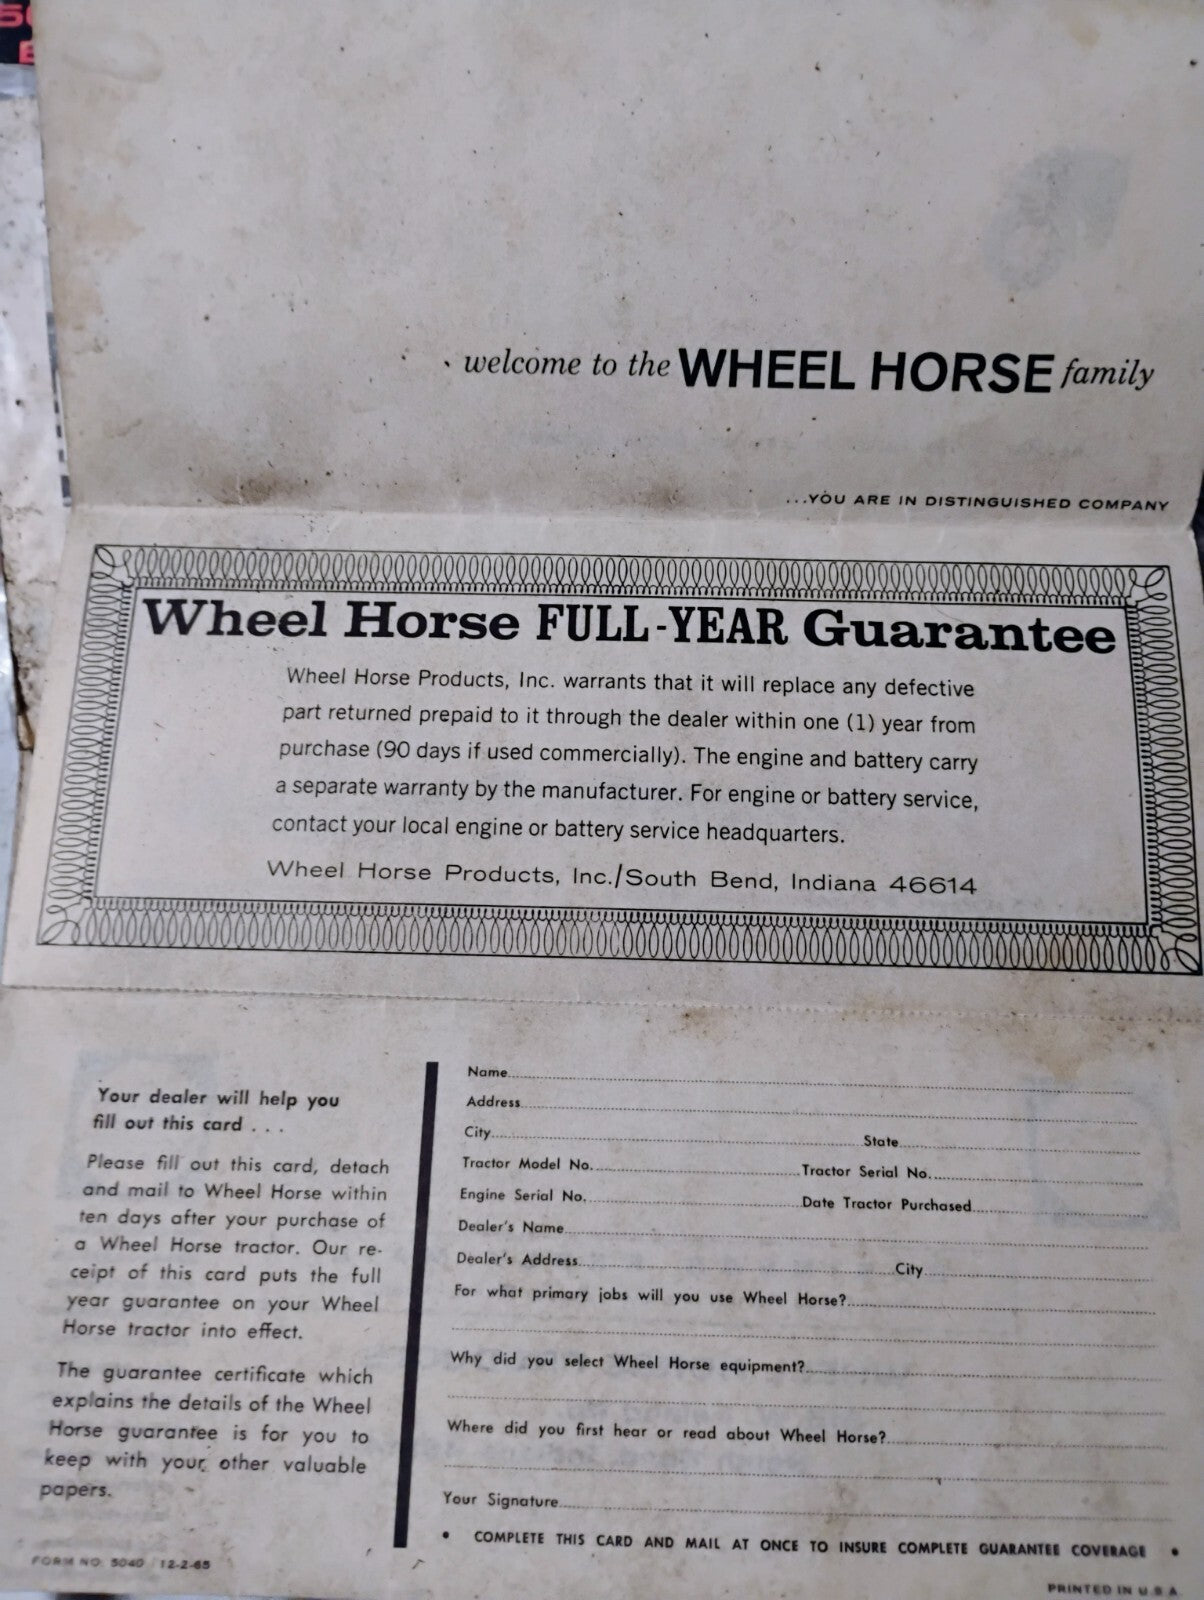 welcome to the WHEEL HORSE family
...YOU ARE IN DISTINGUISHED COMPANY
Wheel Horse FULL-YEAR Guarantee
Wheel Horse Products, Inc. warrants that it will replace any defective
part returned prepaid to it through the dealer within one (1) year from
purchase (90 days if used commercially). The engine and battery carry
a separate warranty by the manufacturer. For engine or battery service,
contact your local engine or battery service headquarters.
Wheel Horse Products, Inc./South Bend, Indiana 46614
Your dealer will help you
fill out this card . . .
Please fill out this card, detach
and mail to Wheel Horse within
ten days after your purchase of
a Wheel Horse tractor. Our re-
ceipt of this card puts the full
year guarantee on your Wheel
Horse tractor into effect.
The guarantee certificate which
explains the details of the Wheel
Horse guarantee is for you to
keep with your other valuable
papers.
FORM NO. 5040 12-2-65
Name
Address
City State
Tractor Model No. Tractor Serial No.
Engine Serial No. Date Tractor Purchased
Dealer's Name
Dealer's Address City
For what primary jobs will you use Wheel Horse?
Why did you select Wheel Horse equipment?
Where did you first hear or read about Wheel Horse?
Your Signature
• COMPLETE THIS CARD AND MAIL AT ONCE TO INSURE COMPLETE GUARANTEE COVERAGE •
PRINTED IN U.S.A.